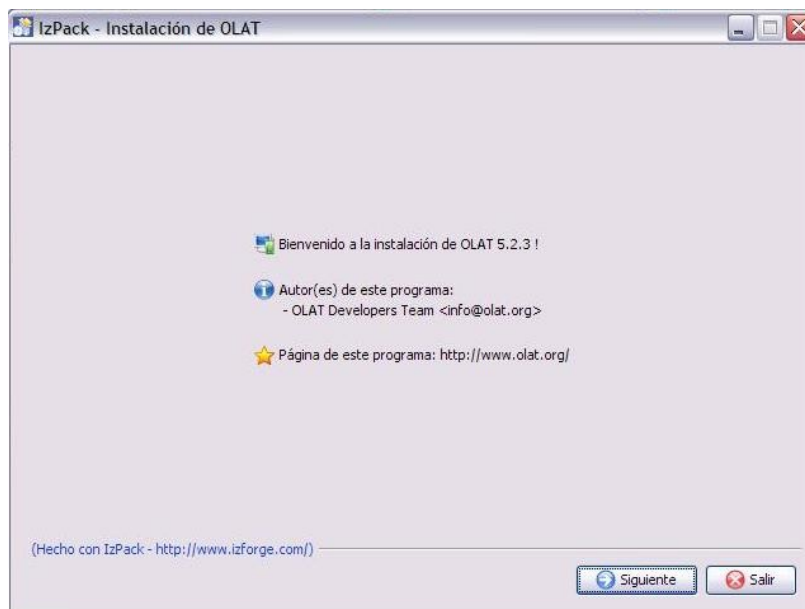 IzPack - Instalación de OLAT
Bienvenido a la instalación de OLAT 5.2.3 !
Autor(es) de este programa:
- OLAT Developers Team <info@olat.org>
Página de este programa: http://www.olat.org/
(Hecho con IzPack - http://www.izforge.com/)
Siguiente
Salir